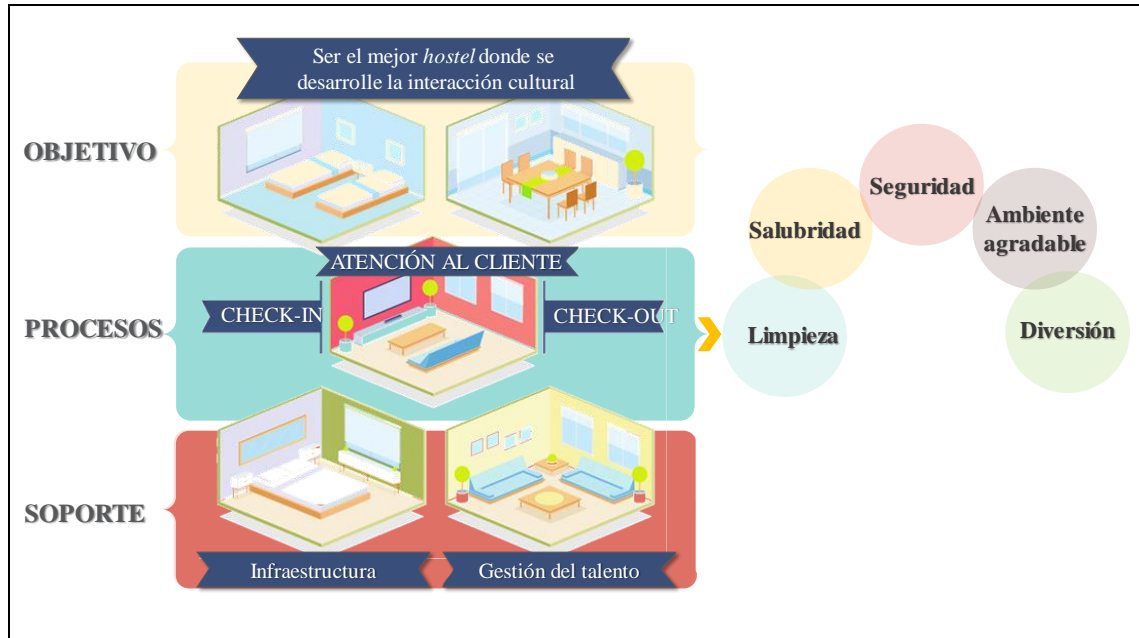 Ser el mejor hostel donde se
desarrolle la interacción cultural
OBJETIVO
ATENCIÓN AL CLIENTE
PROCESOS
CHECK-IN
CHECK-OUT
SOPORTE
Infraestructura
Gestión del talento
Limpieza
Salubridad
Seguridad
Ambiente
agradable
Diversión